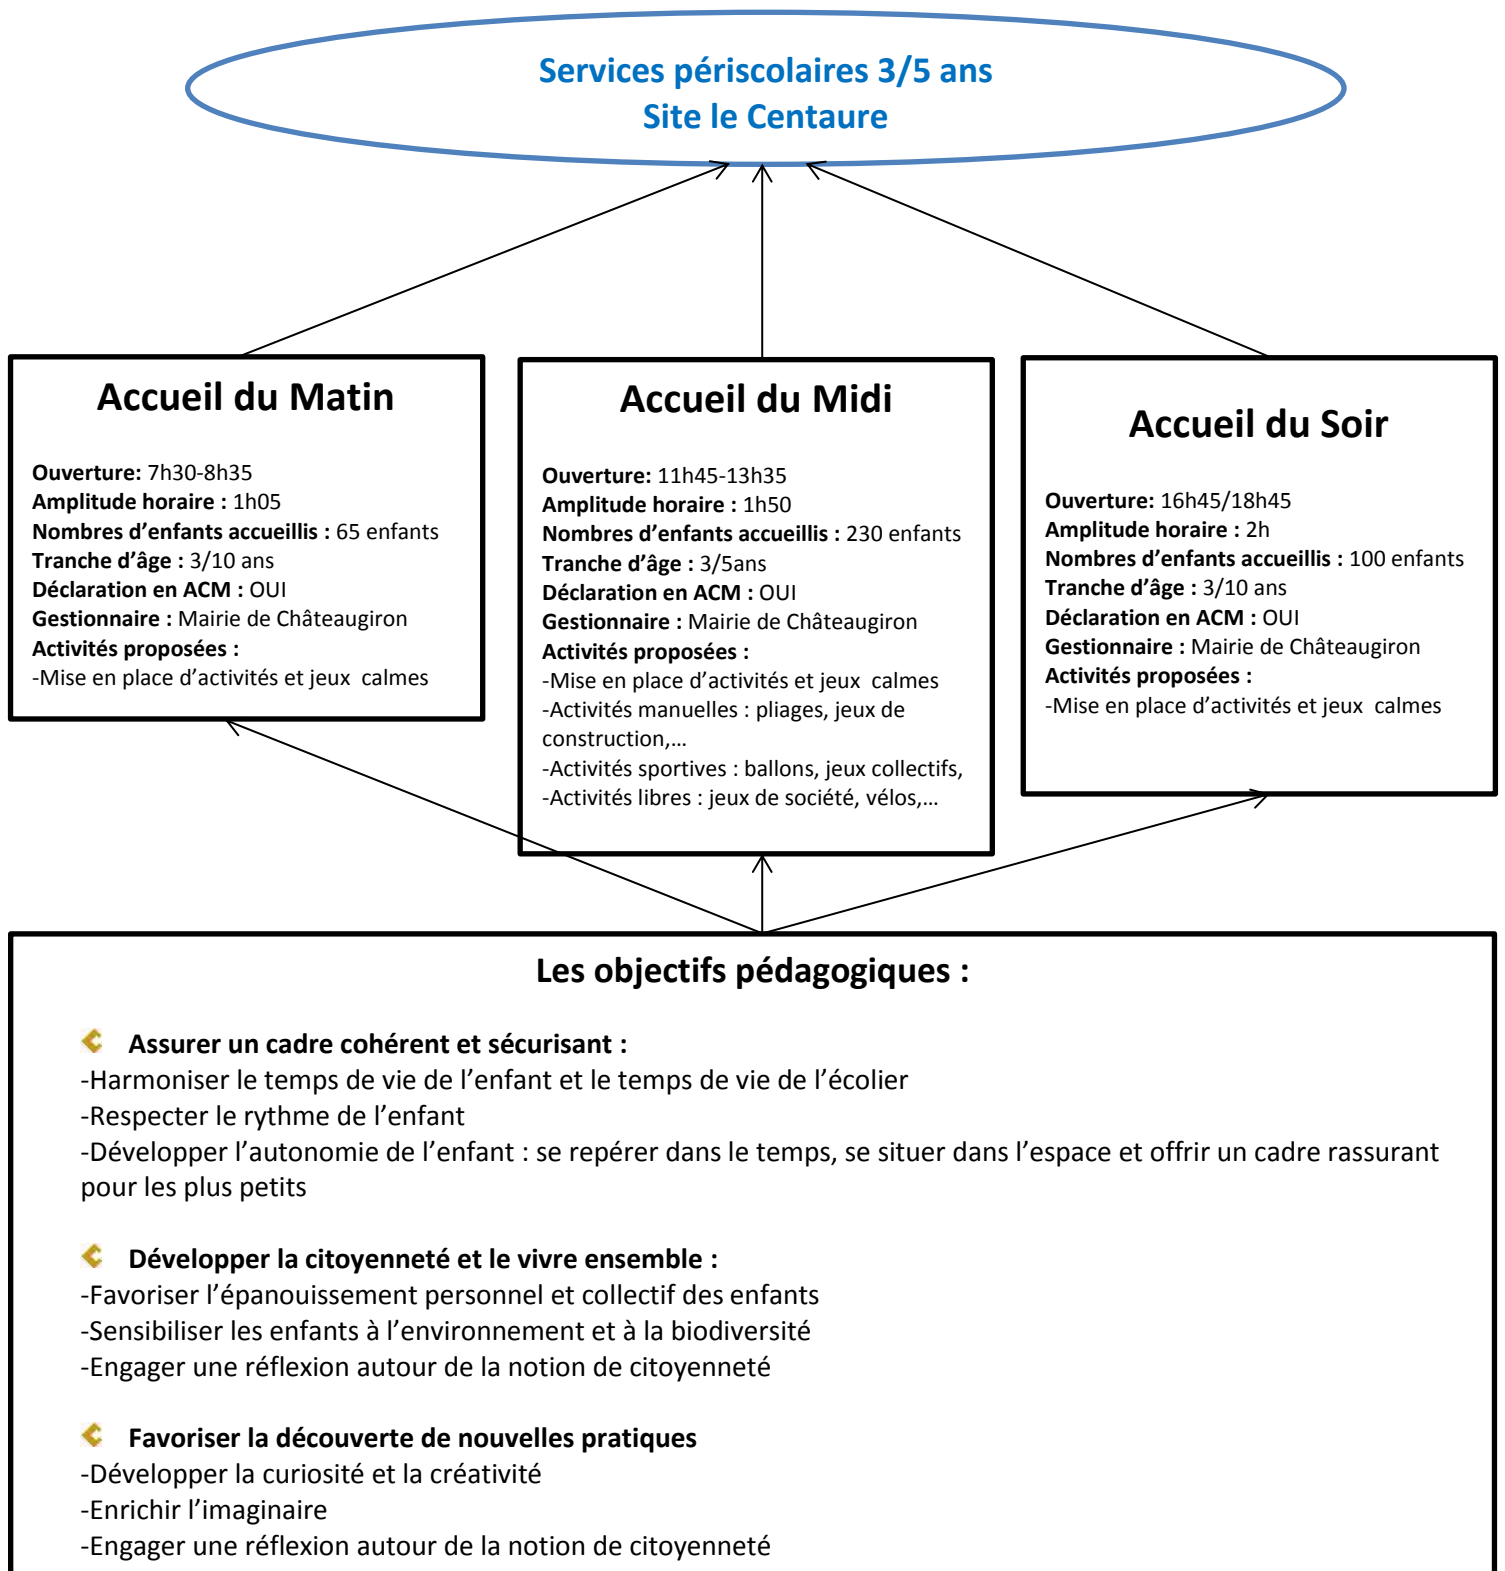 Services périscolaires 3/5 ans
Site le Centaure
Accueil du Matin
Ouverture: 7h30-8h35
Amplitude horaire : 1h05
Nombres d’enfants accueillis : 65 enfants
Tranche d’âge : 3/10 ans
Déclaration en ACM : OUI
Gestionnaire : Mairie de Châteaugiron
Activités proposées :
-Mise en place d’activités et jeux calmes
Accueil du Midi
Ouverture: 11h45-13h35
Amplitude horaire : 1h50
Nombres d’enfants accueillis : 230 enfants
Tranche d’âge : 3/5ans
Déclaration en ACM : OUI
Gestionnaire : Mairie de Châteaugiron
Activités proposées :
-Mise en place d’activités et jeux calmes
-Activités manuelles : pliages, jeux de
construction,…
-Activités sportives : ballons, jeux collectifs,
-Activités libres : jeux de société, vélos,…
Accueil du Soir
Ouverture: 16h45/18h45
Amplitude horaire : 2h
Nombres d’enfants accueillis : 100 enfants
Tranche d’âge : 3/10 ans
Déclaration en ACM : OUI
Gestionnaire : Mairie de Châteaugiron
Activités proposées :
-Mise en place d’activités et jeux calmes
Les objectifs pédagogiques :
Assurer un cadre cohérent et sécurisant :
-Harmoniser le temps de vie de l’enfant et le temps de vie de l’écolier
-Respecter le rythme de l’enfant
-Développer l’autonomie de l’enfant : se repérer dans le temps, se situer dans l’espace et offrir un cadre rassurant
pour les plus petits
Développer la citoyenneté et le vivre ensemble :
-Favoriser l’épanouissement personnel et collectif des enfants
-Sensibiliser les enfants à l’environnement et à la biodiversité
-Engager une réflexion autour de la notion de citoyenneté
Favoriser la découverte de nouvelles pratiques
-Développer la curiosité et la créativité
-Enrichir l’imaginaire
-Engager une réflexion autour de la notion de citoyenneté